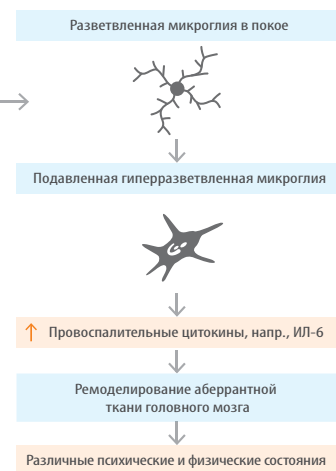 Разветвленная микроглия в покое
Подавленная гиперразветвленная микроглия
↑ Провоспалительные цитокины, напр., ИЛ-6
Ремоделирование аберрантной
ткани головного мозга
Различные психические и физические состояния